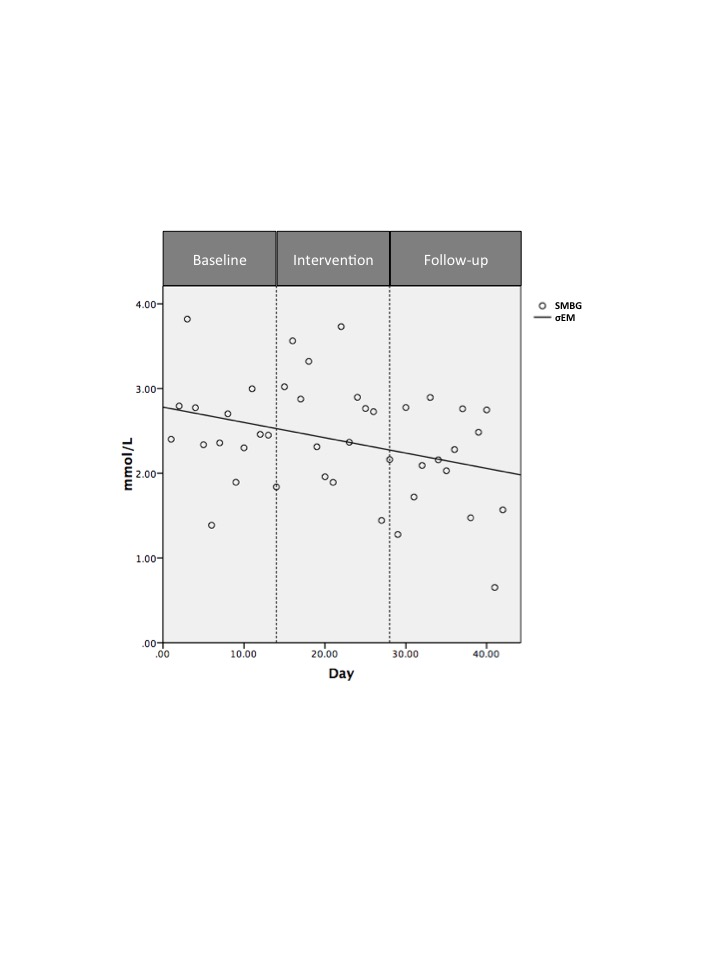 Baseline Intervention Follow-up
SMBG
σEM
4.00
3.00
2.00
1.00
.00
mmol/L
.00 10.00 20.00 30.00 40.00
Day